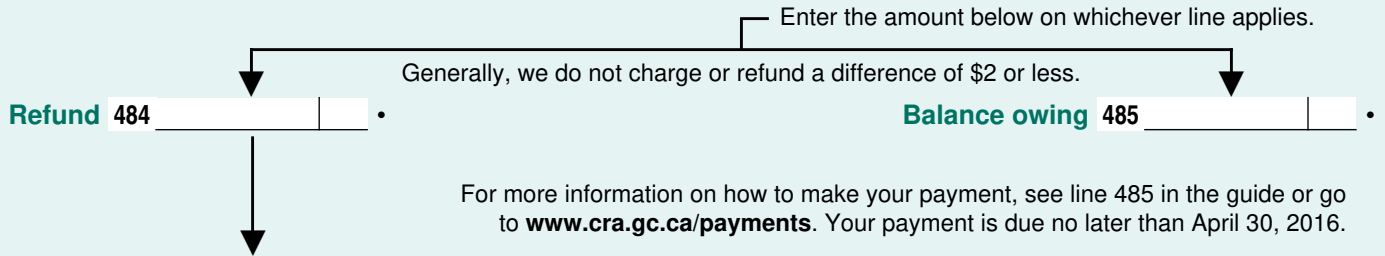 Enter the amount below on whichever line applies.
Generally, we do not charge or refund a difference of $2 or less.
Refund 484 •
Balance owing 485 •
For more information on how to make your payment, see line 485 in the guide or go
to www.cra.gc.ca/payments. Your payment is due no later than April 30, 2016.